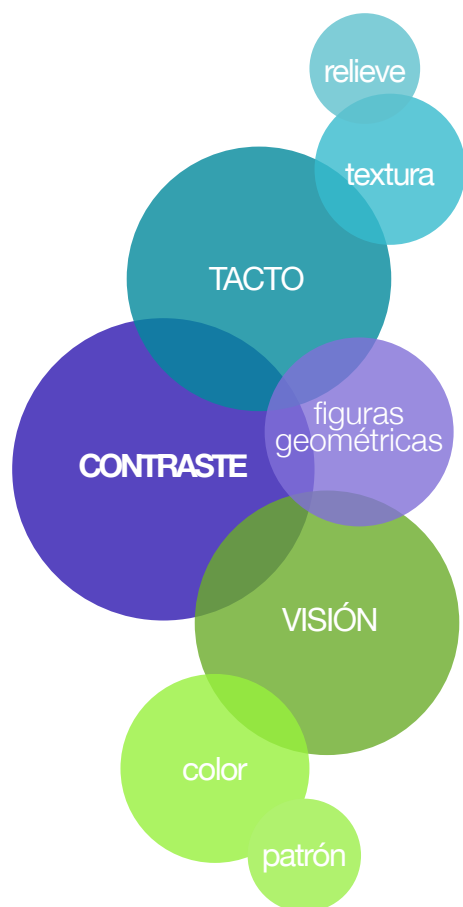 relieve
textura
TACTO
figuras
geométricas
CONTRASTE
VISIÓN
color
patrón